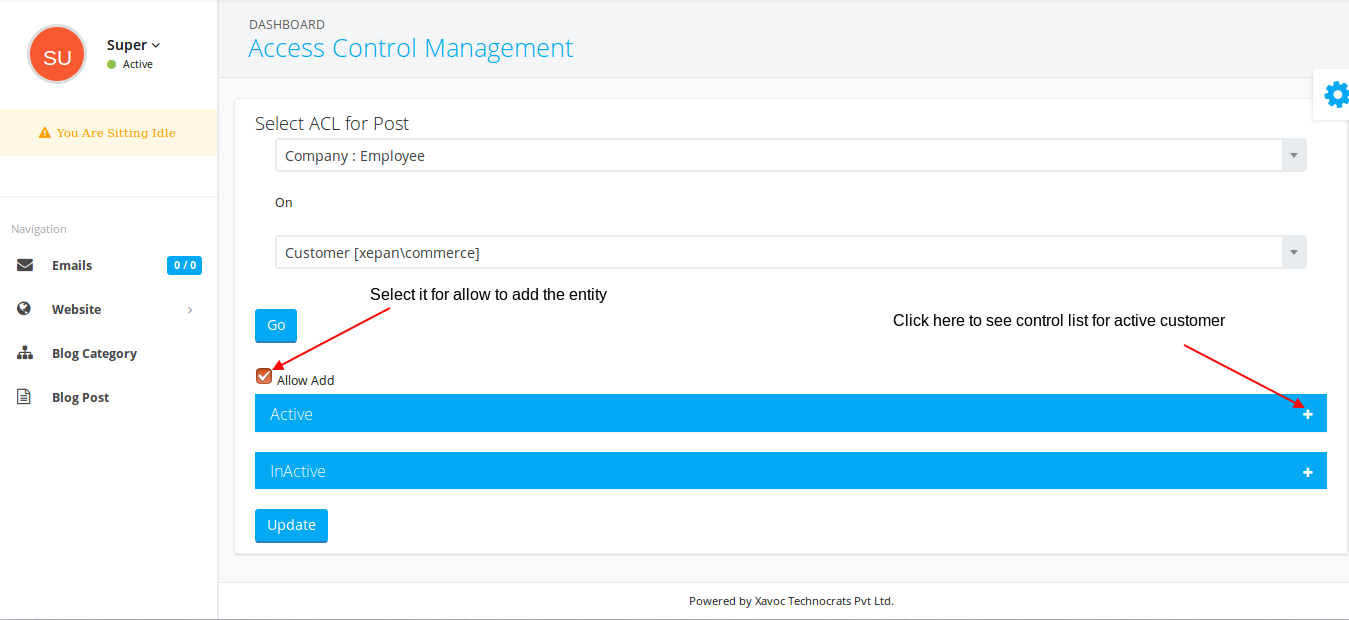 SU
Super
Active
You Are Sitting Idle
Navigation
Emails 0 / 0
Website
Blog Category
Blog Post
DASHBOARD
Access Control Management
Select ACL for Post
Company : Employee
On
Customer [xepan\commerce]
Select it for allow to add the entity
Go
Click here to see control list for active customer
Allow Add
Active +
InActive +
Update
Powered by Xavoc Technocrats Pvt Ltd.